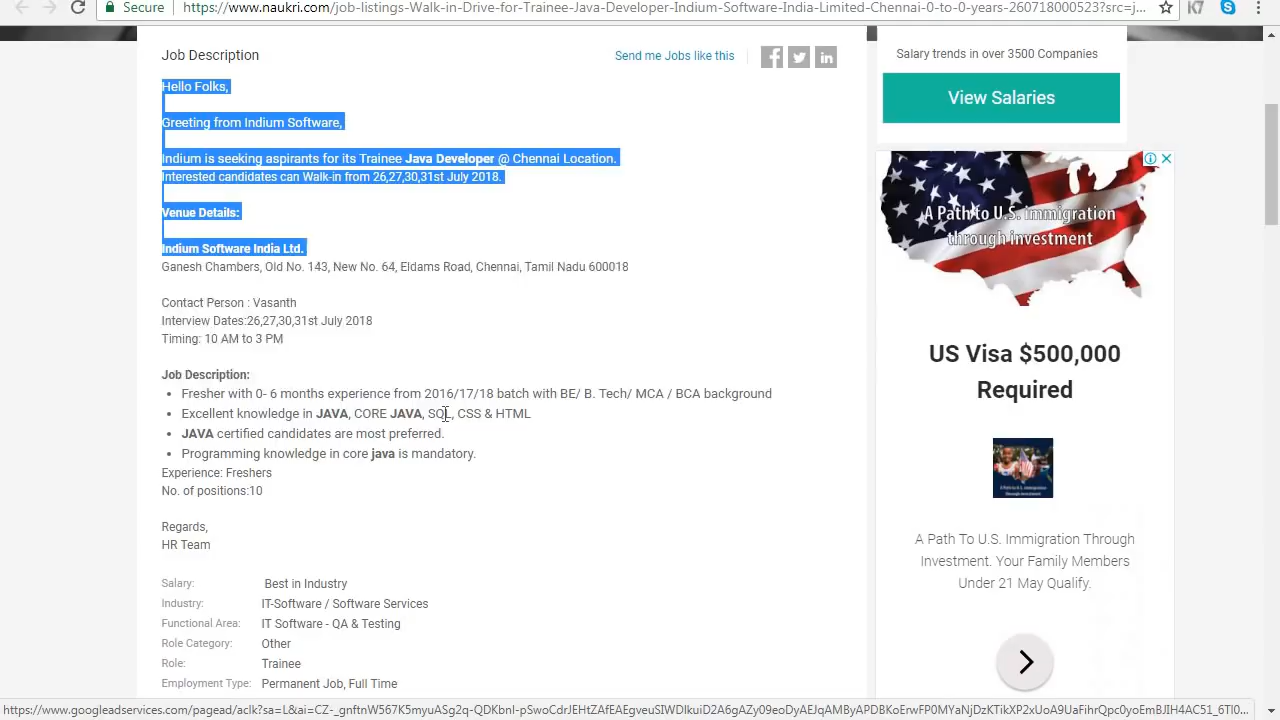 Secure
https://www.naukri.com/job-listings-Walk-in-Drive-for-Trainee-Java-Developer-Indium-Software-India-Limited-Chennai-0-to-0-years-260718000523?src=j...
Job Description
Send me Jobs like this
Hello Folks,
Greeting from Indium Software,
Indium is seeking aspirants for its Trainee Java Developer @ Chennai Location.
Interested candidates can Walk-in from 26,27,30,31st July 2018.
Venue Details:
Indium Software India Ltd.
Ganesh Chambers, Old No. 143, New No. 64, Eldams Road, Chennai, Tamil Nadu 600018
Contact Person : Vasanth
Interview Dates:26,27,30,31st July 2018
Timing: 10 AM to 3 PM
Job Description:
Fresher with 0- 6 months experience from 2016/17/18 batch with BE/ B. Tech/ MCA / BCA background
Excellent knowledge in JAVA, CORE JAVA, SQL, CSS & HTML
JAVA certified candidates are most preferred.
Programming knowledge in core java is mandatory.
Experience: Freshers
No. of positions:10
Regards,
HR Team
Salary: Best in Industry
Industry: IT-Software / Software Services
Functional Area: IT Software - QA & Testing
Role Category: Other
Role: Trainee
Employment Type: Permanent Job, Full Time
Salary trends in over 3500 Companies
View Salaries
A Path to U.S. immigration
through investment
US Visa $500,000
Required
A Path To U.S. Immigration Through
Investment. Your Family Members
Under 21 May Qualify.